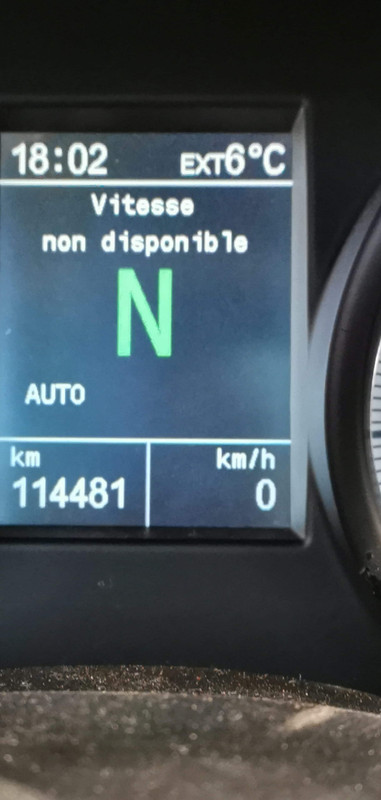 18:02 EXT6°C
Vitesse
non disponible
N
AUTO
km km/h
114481 0